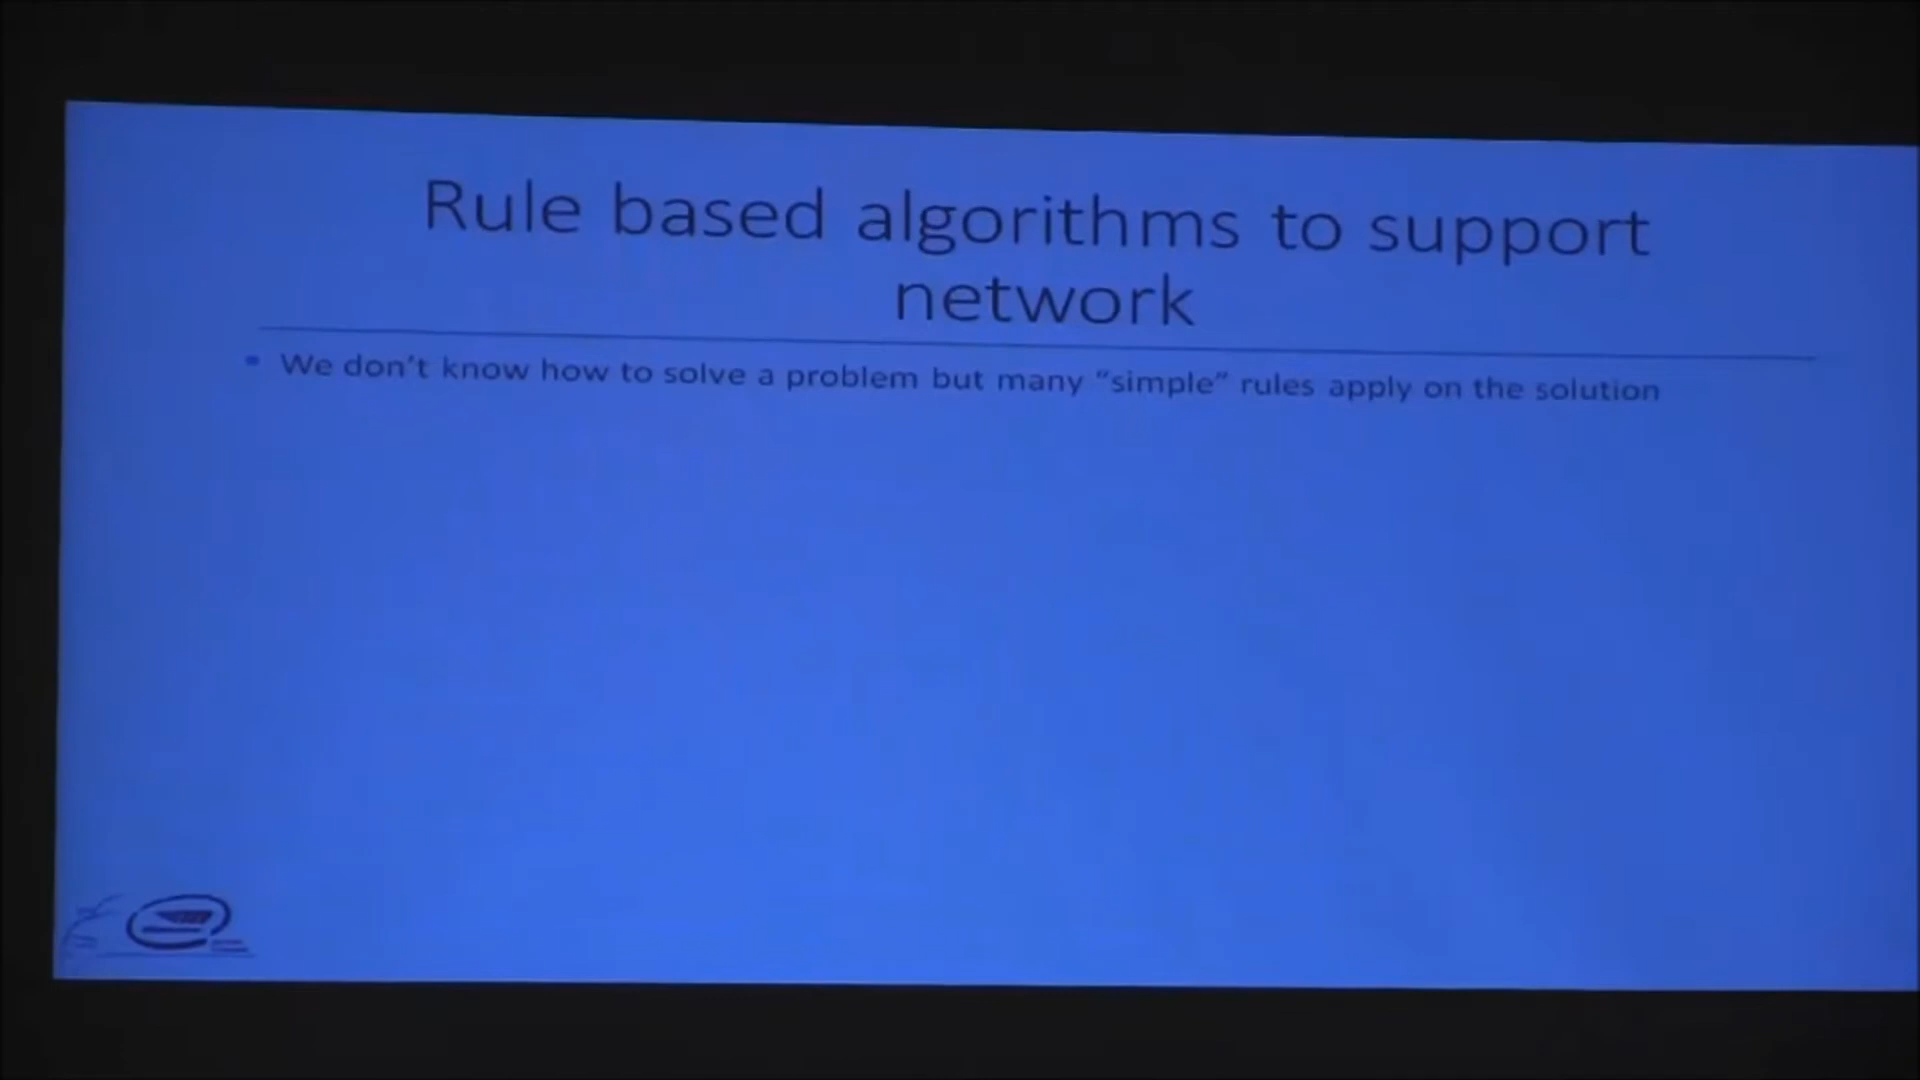 Rule based algorithms to support
network
We don’t know how to solve a problem but many “simple” rules apply on the solution